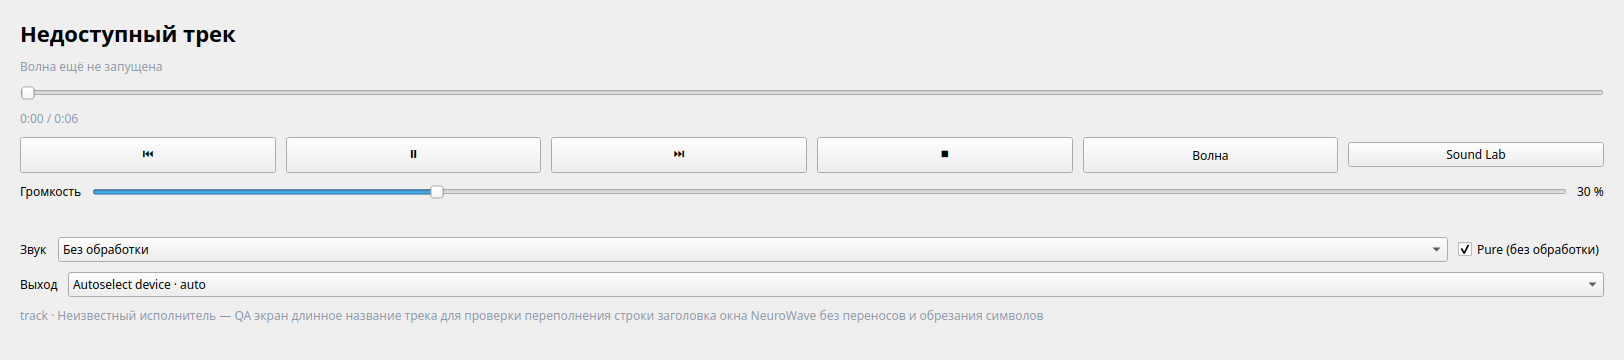 Недоступный трек
Волна ещё не запущена
0:00 / 0:06
Волна
Sound Lab
Громкость
30 %
Звук
Без обработки
Pure (без обработки)
Выход
Autoselect device · auto
track · Неизвестный исполнитель — QA экран длинное название трека для проверки переполнения строки заголовка окна NeuroWave без переносов и обрезания символов